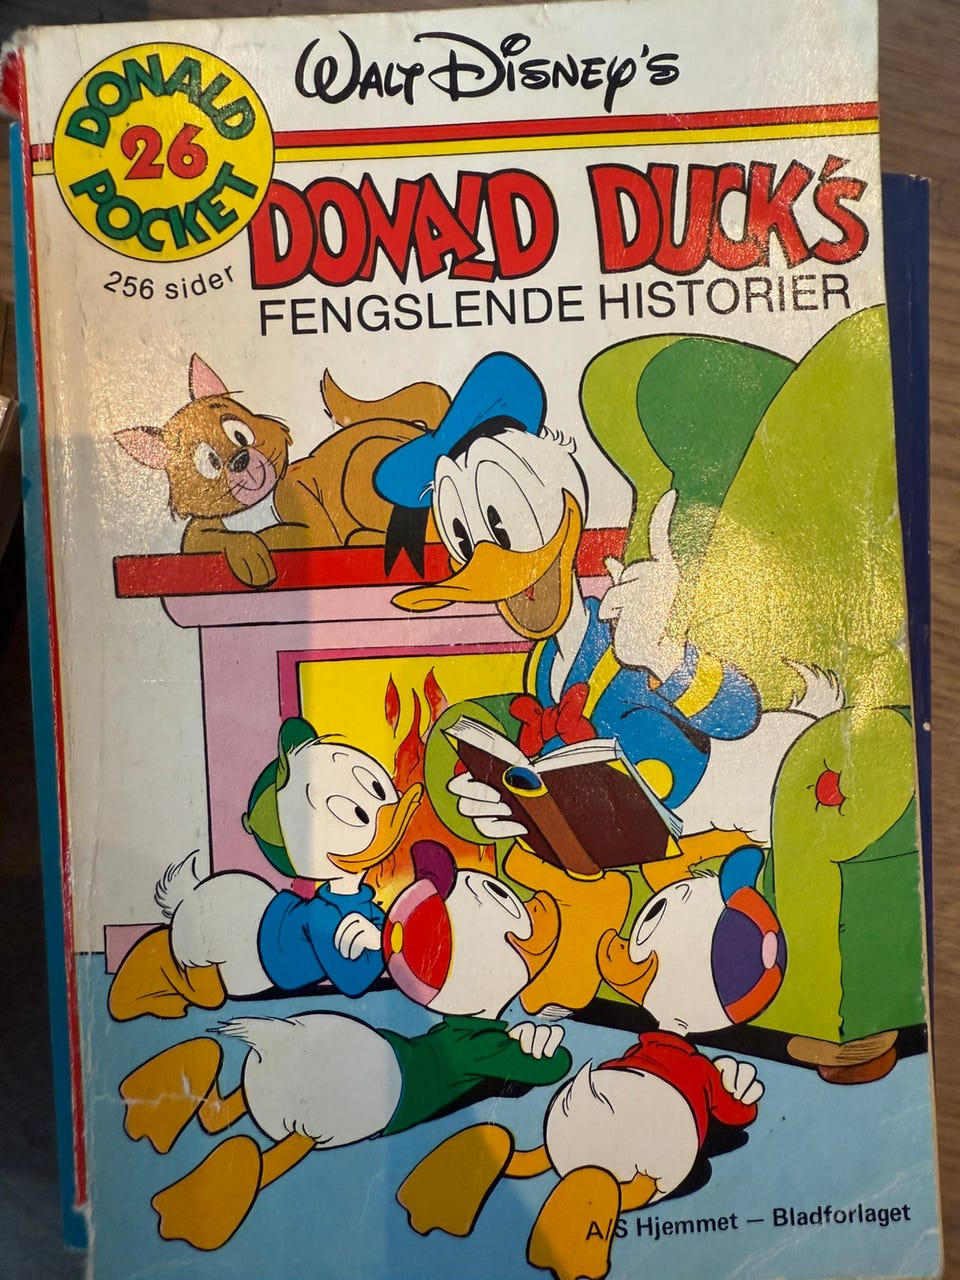 WALT DISNEY'S
DONALD
26
POCKET
256 sider
DONALD DUCK'S
FENGSLENDE HISTORIER
A/S Hjemmet – Bladforlaget